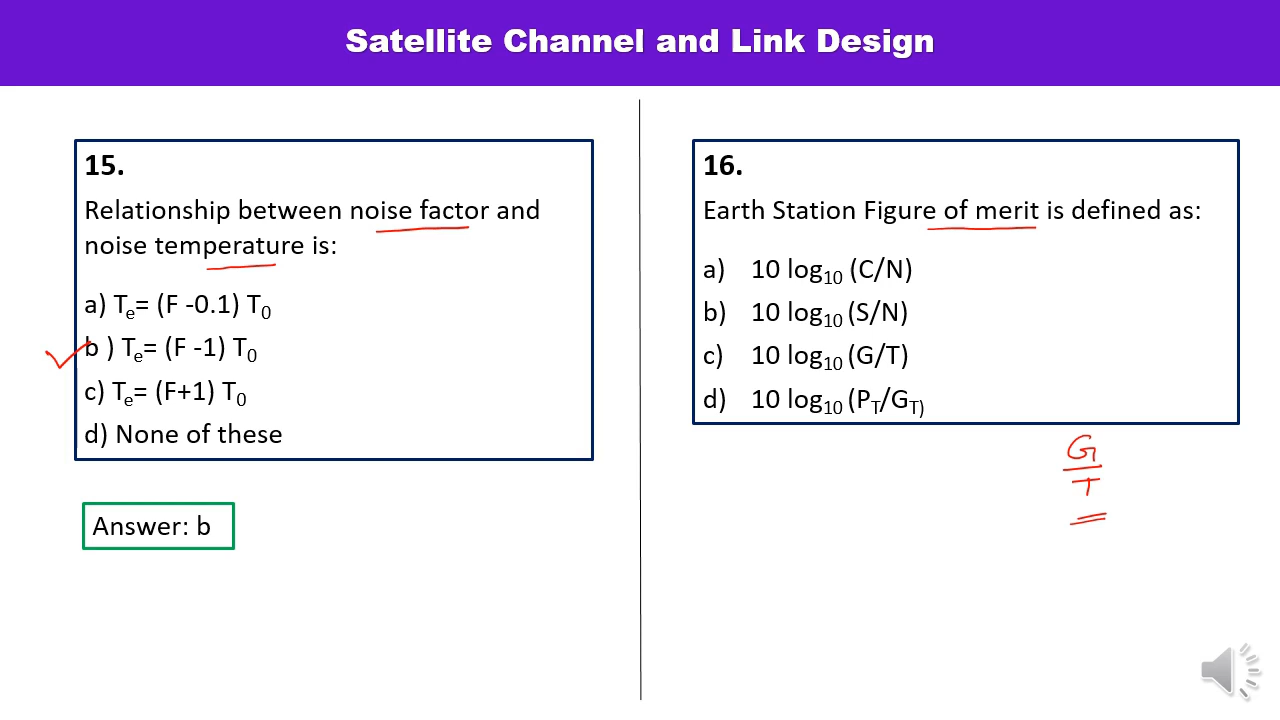 Satellite Channel and Link Design
15.
Relationship between noise factor and
noise temperature is:
a) Tₑ= (F -0.1) T₀
b ) Tₑ= (F -1) T₀
c) Tₑ= (F+1) T₀
d) None of these
Answer: b
16.
Earth Station Figure of merit is defined as:
a) 10 log₁₀ (C/N)
b) 10 log₁₀ (S/N)
c) 10 log₁₀ (G/T)
d) 10 log₁₀ (P_T/G_T)
G
T